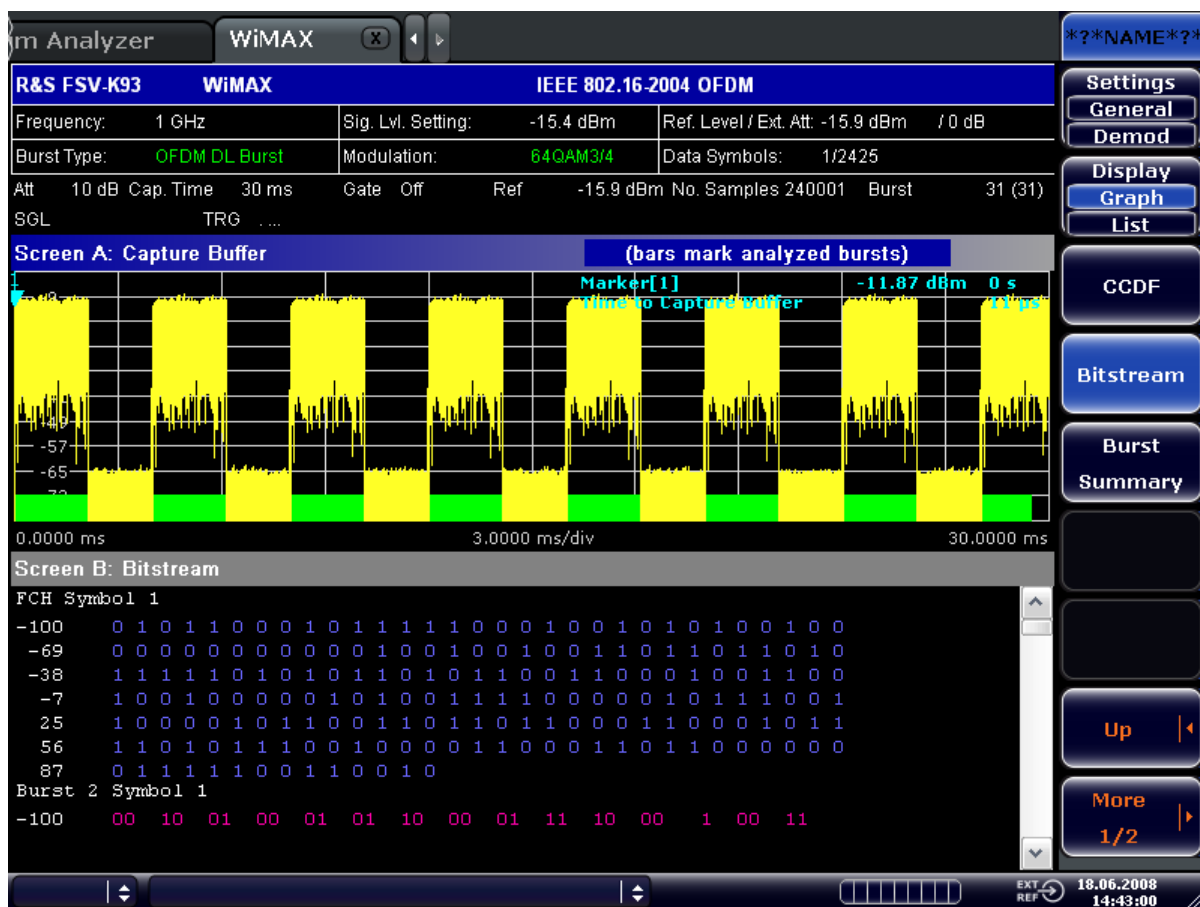 m Analyzer WiMAX X
*?*NAME*?*
R&S FSV-K93 WiMAX IEEE 802.16-2004 OFDM
Frequency: 1 GHz Sig. Lvl. Setting: -15.4 dBm Ref. Level / Ext. Att: -15.9 dBm / 0 dB
Burst Type: OFDM DL Burst Modulation: 64QAM3/4 Data Symbols: 1/2425
Att 10 dB Cap. Time 30 ms Gate Off Ref -15.9 dBm No. Samples 240001 Burst 31 (31)
SGL TRG . ...
Screen A: Capture Buffer (bars mark analyzed bursts)
1
Marker[1] -11.87 dBm 0 s
Time to Capture Buffer 11 µs
-49
-57
-65
-73
0.0000 ms 3.0000 ms/div 30.0000 ms
Screen B: Bitstream
FCH Symbol 1
-100 0 1 0 1 1 0 0 0 1 0 1 1 1 1 1 0 0 0 1 0 0 1 0 1 0 1 0 0 1 0 0
-69 0 0 0 0 0 0 0 0 0 1 0 0 1 0 0 1 0 0 1 0 1 1 0 1 1 0 1 1 0 1 0
-38 1 1 1 1 1 0 1 1 0 1 0 1 0 1 1 0 0 1 0 1 1 0 0 1 0 0 1 1 1 0 0
-7 1 0 0 1 0 0 0 0 0 1 0 1 0 0 1 1 1 1 0 0 0 0 0 1 0 1 1 1 0 0 1
25 1 0 0 0 0 1 0 1 1 0 0 1 1 0 1 1 0 1 1 0 0 0 1 1 0 0 0 1 0 1 1
56 1 1 0 1 0 1 1 1 0 0 1 0 0 0 0 1 1 0 0 0 1 1 0 1 1 0 0 0 0 0 0
87 0 1 1 1 1 1 0 0 1 1 0 0 1 0
Burst 2 Symbol 1
-100 00 10 01 00 01 01 10 00 01 11 10 00 1 00 11
Settings
General
Demod
Display
Graph
List
CCDF
Bitstream
Burst
Summary
Up
More
1/2
EXT
REF
18.06.2008
14:43:00